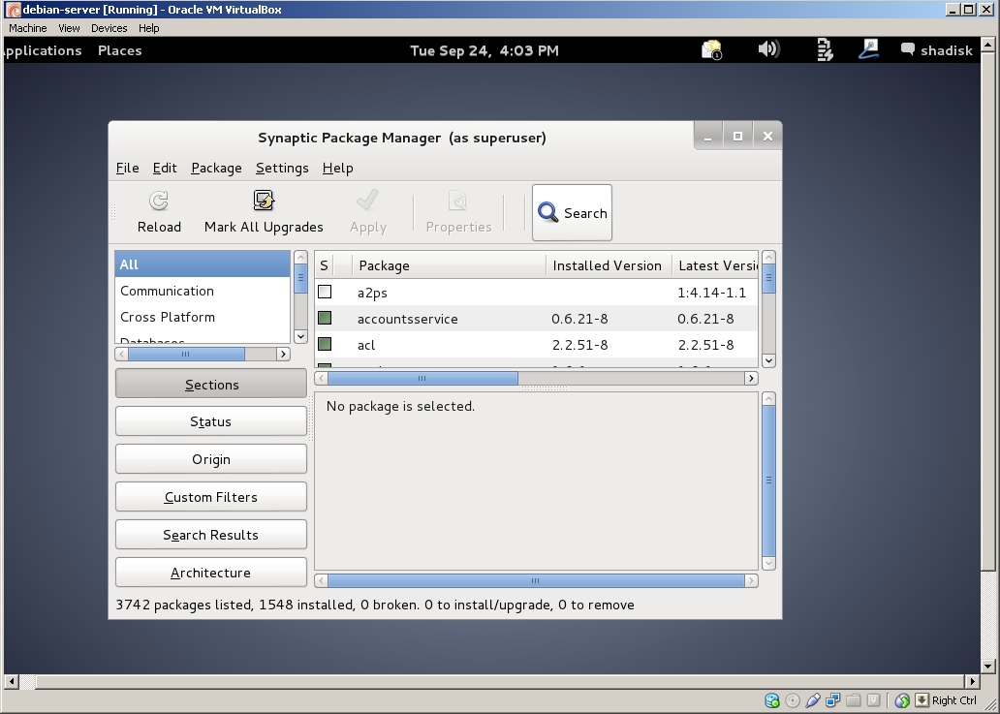 debian-server [Running] - Oracle VM VirtualBox
Machine View Devices Help
pplications Places Tue Sep 24, 4:03 PM 1 shadisk
Synaptic Package Manager (as superuser)
File Edit Package Settings Help
Reload Mark All Upgrades Apply Properties Search
All
Communication
Cross Platform
Databases
S Package Installed Version Latest Versi
a2ps 1:4.14-1.1
accountsservice 0.6.21-8 0.6.21-8
acl 2.2.51-8 2.2.51-8
Sections
Status
Origin
Custom Filters
Search Results
Architecture
No package is selected.
3742 packages listed, 1548 installed, 0 broken. 0 to install/upgrade, 0 to remove
Right Ctrl